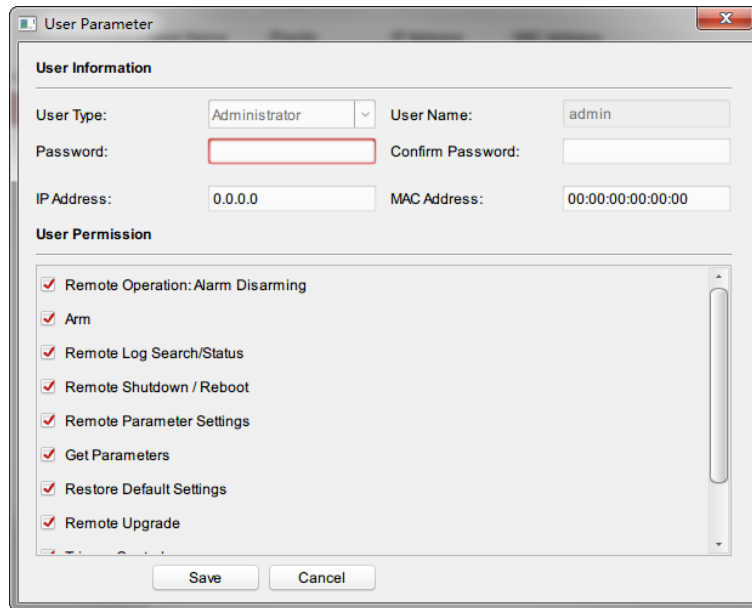 User Parameter
User Information
User Type: Administrator User Name: admin
Password: Confirm Password:
IP Address: 0.0.0.0 MAC Address: 00:00:00:00:00:00
User Permission
Remote Operation: Alarm Disarming
Arm
Remote Log Search/Status
Remote Shutdown / Reboot
Remote Parameter Settings
Get Parameters
Restore Default Settings
Remote Upgrade
Save Cancel